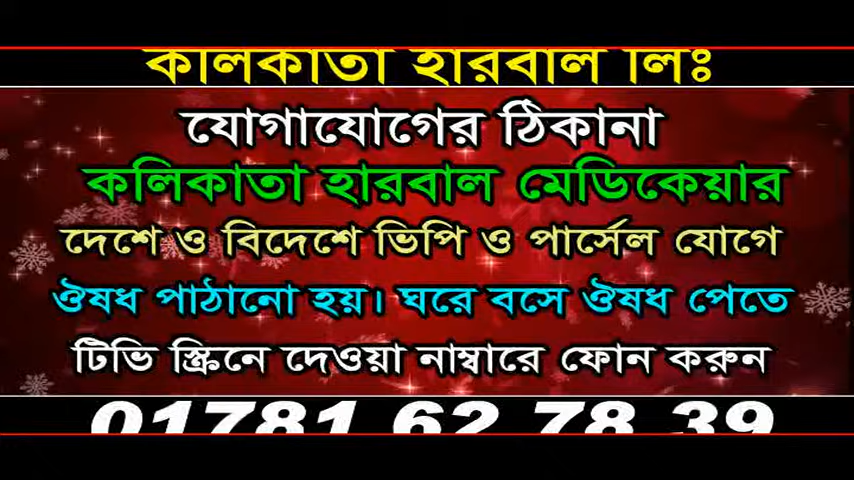 কলিকাতা হারবাল লিঃ
যোগাযোগের ঠিকানা
কলিকাতা হারবাল মেডিকেয়ার
দেশে ও বিদেশে ভিপি ও পার্সেল যোগে
ঔষধ পাঠানো হয়। ঘরে বসে ঔষধ পেতে
টিভি স্ক্রিনে দেওয়া নাম্বারে ফোন করুন
01781 62 78 39